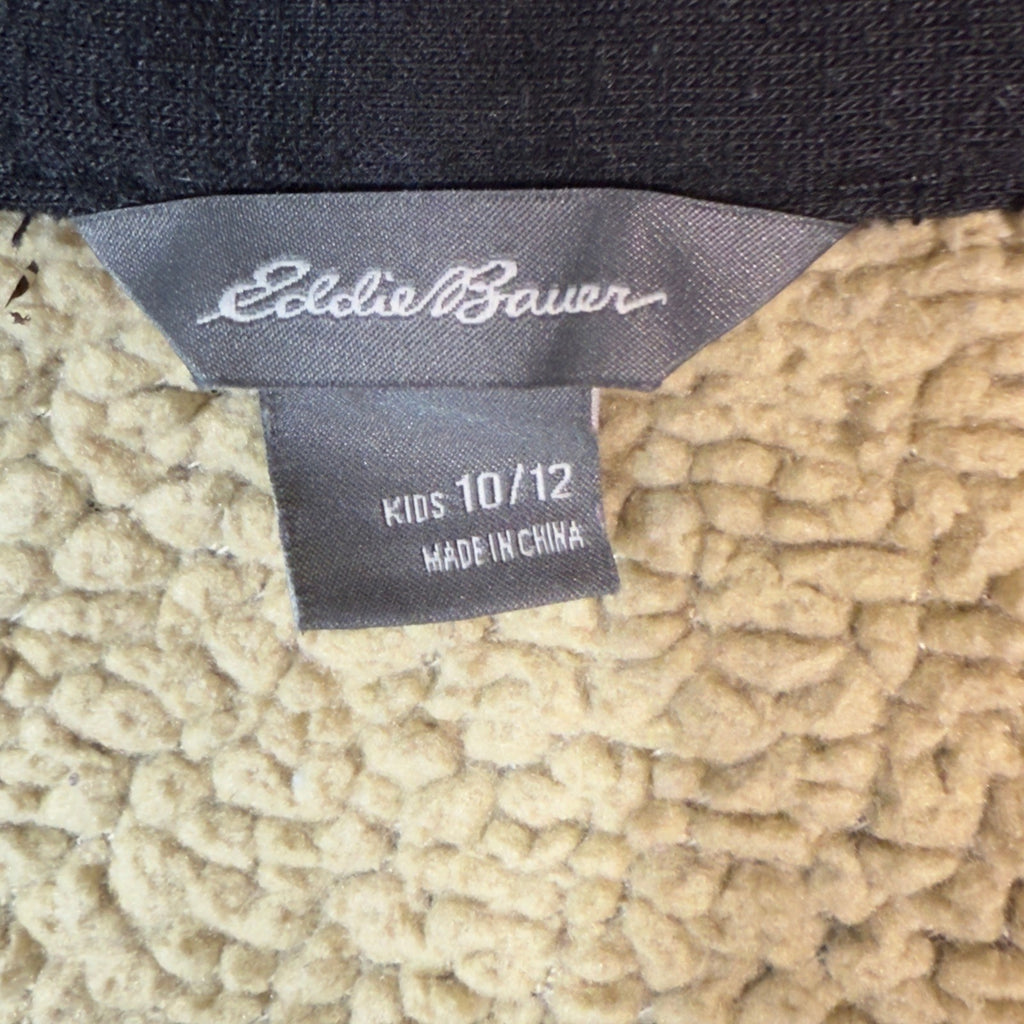 Eddie Bauer
KIDS 10/12
MADE IN CHINA